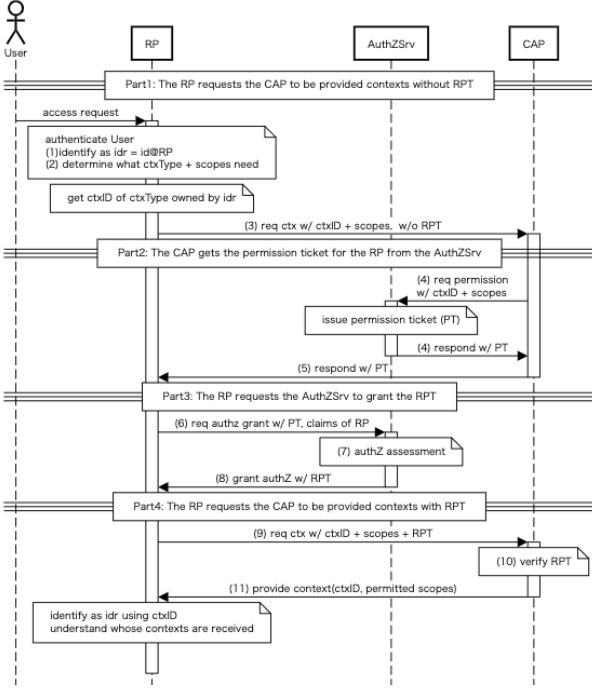 User
RP
AuthZSrv
CAP
Part1: The RP requests the CAP to be provided contexts without RPT
access request
authenticate User
(1)identify as idr = id@RP
(2) determine what ctxType + scopes need
get ctxID of ctxType owned by idr
(3) req ctx w/ ctxID + scopes, w/o RPT
Part2: The CAP gets the permission ticket for the RP from the AuthZSrv
(4) req permission
w/ ctxID + scopes
issue permission ticket (PT)
(4) respond w/ PT
(5) respond w/ PT
Part3: The RP requests the AuthZSrv to grant the RPT
(6) req authz grant w/ PT, claims of RP
(7) authZ assessment
(8) grant authZ w/ RPT
Part4: The RP requests the CAP to be provided contexts with RPT
(9) req ctx w/ ctxID + scopes + RPT
(10) verify RPT
(11) provide context(ctxID, permitted scopes)
identify as idr using ctxID
understand whose contexts are received